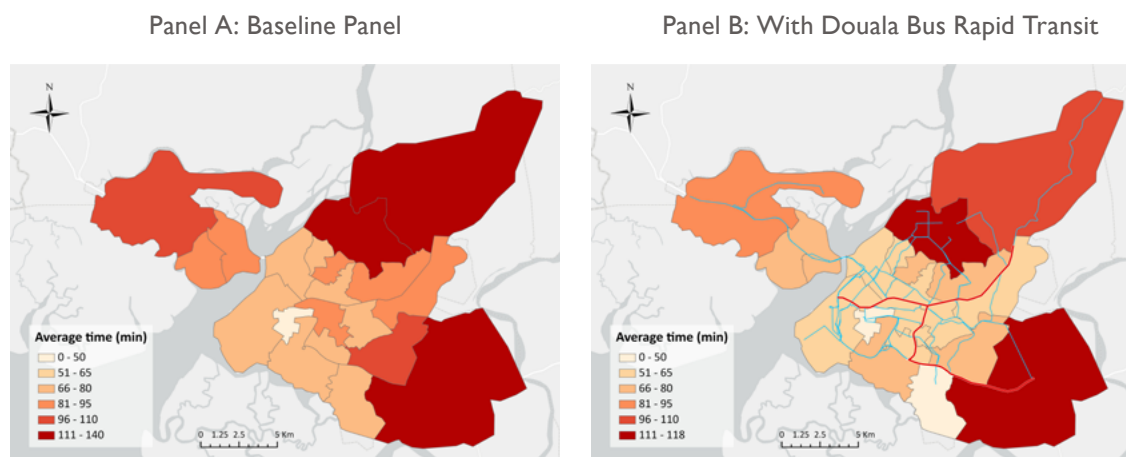 Panel A: Baseline Panel
N
Average time (min)
0 - 50
51 - 65
66 - 80
81 - 95
96 - 110
111 - 140
0 1.25 2.5 5 Km
Panel B: With Douala Bus Rapid Transit
N
Average time (min)
0 - 50
51 - 65
66 - 80
81 - 95
96 - 110
111 - 118
0 1.25 2.5 5 Km